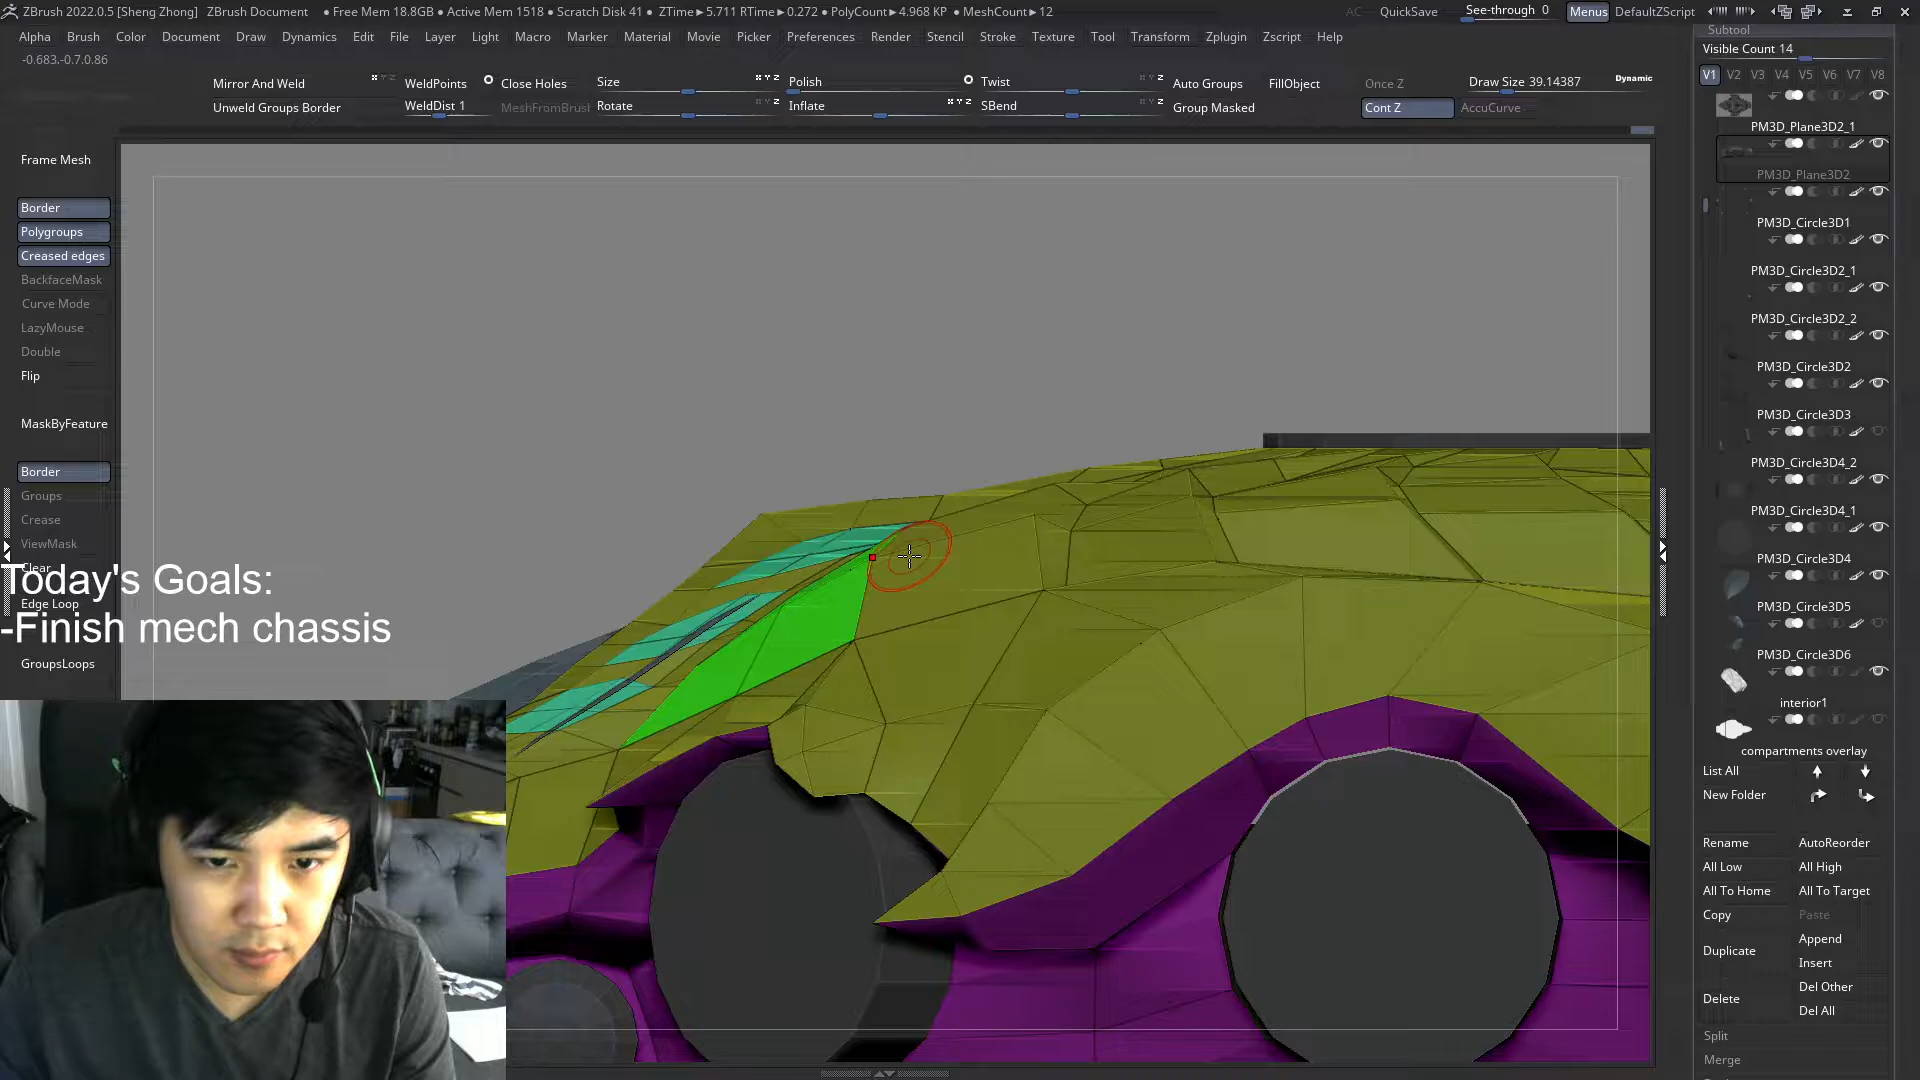 ZBrush 2022.0.5 [Sheng Zhong] ZBrush Document ● Free Mem 18.8GB ● Active Mem 1518 ● Scratch Disk 41 ● ZTime►5.711 RTime►0.272 ● PolyCount►4.968 KP ● MeshCount►12 AC QuickSave See-through 0 Menus DefaultZScript
Alpha Brush Color Document Draw Dynamics Edit File Layer Light Macro Marker Material Movie Picker Preferences Render Stencil Stroke Texture Tool Transform Zplugin Zscript Help
-0.683,-0.7,0.86
Mirror And Weld WeldPoints Close Holes Size Polish Twist Auto Groups FillObject Once Z Draw Size 39.14387 Dynamic
Unweld Groups Border WeldDist 1 MeshFromBrush Rotate Inflate SBend Group Masked Cont Z AccuCurve
Frame Mesh
Border
Polygroups
Creased edges
BackfaceMask
Curve Mode
LazyMouse
Double
Flip
MaskByFeature
Border
Groups
Crease
ViewMask
Clear
Edge Loop
GroupsLoops
Today's Goals:
-Finish mech chassis
Subtool
Visible Count 14
V1 V2 V3 V4 V5 V6 V7 V8
PM3D_Plane3D2_1
PM3D_Plane3D2
PM3D_Circle3D1
PM3D_Circle3D2_1
PM3D_Circle3D2_2
PM3D_Circle3D2
PM3D_Circle3D3
PM3D_Circle3D4_2
PM3D_Circle3D4_1
PM3D_Circle3D4
PM3D_Circle3D5
PM3D_Circle3D6
interior1
compartments overlay
List All
New Folder
Rename AutoReorder
All Low All High
All To Home All To Target
Copy Paste
Append
Duplicate
Insert
Del Other
Delete
Del All
Split
Merge